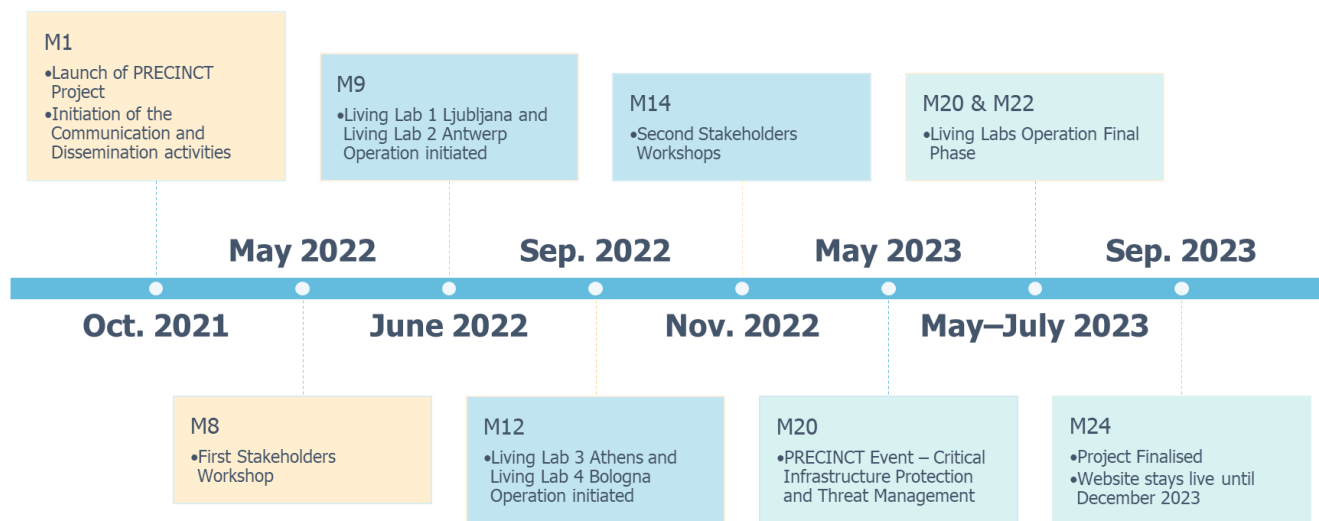 M1
•Launch of PRECINCT
Project
•Initiation of the
Communication and
Dissemination activities
M9
•Living Lab 1 Ljubljana and
Living Lab 2 Antwerp
Operation initiated
M14
•Second Stakeholders
Workshops
M20 & M22
•Living Labs Operation Final
Phase
May 2022
Sep. 2022
May 2023
Sep. 2023
Oct. 2021
June 2022
Nov. 2022
May–July 2023
M8
•First Stakeholders
Workshop
M12
•Living Lab 3 Athens and
Living Lab 4 Bologna
Operation initiated
M20
•PRECINCT Event – Critical
Infrastructure Protection
and Threat Management
M24
•Project Finalised
•Website stays live until
December 2023